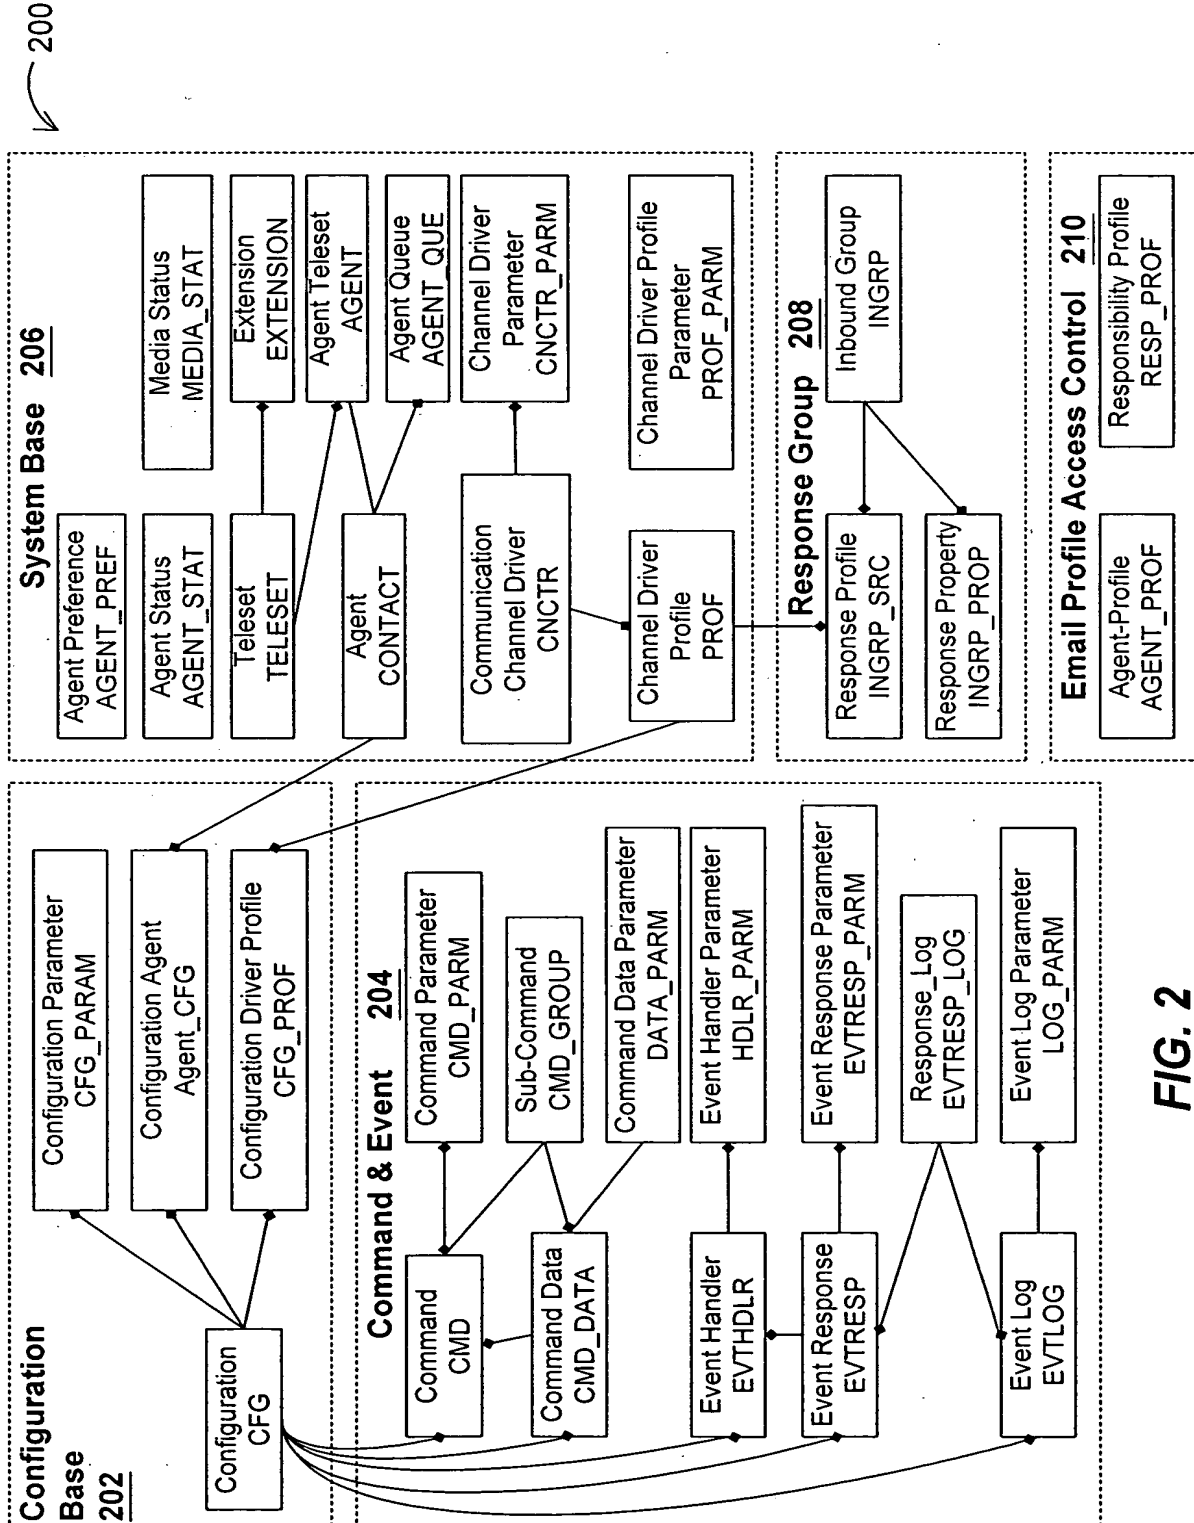 200
Configuration
Base
202
Configuration
CFG
Configuration Parameter
CFG_PARAM
Configuration Agent
Agent_CFG
Configuration Driver Profile
CFG_PROF
Command & Event 204
Command
CMD
Command Parameter
CMD_PARM
Sub-Command
CMD_GROUP
Command Data
CMD_DATA
Command Data Parameter
DATA_PARM
Event Handler
EVTHDLR
Event Handler Parameter
HDLR_PARM
Event Response
EVTRESP
Event Response Parameter
EVTRESP_PARM
Response_Log
EVTRESP_LOG
Event Log
EVTLOG
Event Log Parameter
LOG_PARM
System Base 206
Agent Preference
AGENT_PREF
Agent Status
AGENT_STAT
Media Status
MEDIA_STAT
Teleset
TELESET
Extension
EXTENSION
Agent Teleset
AGENT
Agent
CONTACT
Agent Queue
AGENT_QUE
Communication
Channel Driver
CNCTR
Channel Driver
Parameter
CNCTR_PARM
Channel Driver
Profile
PROF
Channel Driver Profile
Parameter
PROF_PARM
Response Group 208
Response Profile
INGRP_SRC
Inbound Group
INGRP
Response Property
INGRP_PROP
Email Profile Access Control 210
Agent-Profile
AGENT_PROF
Responsibility Profile
RESP_PROF
FIG. 2